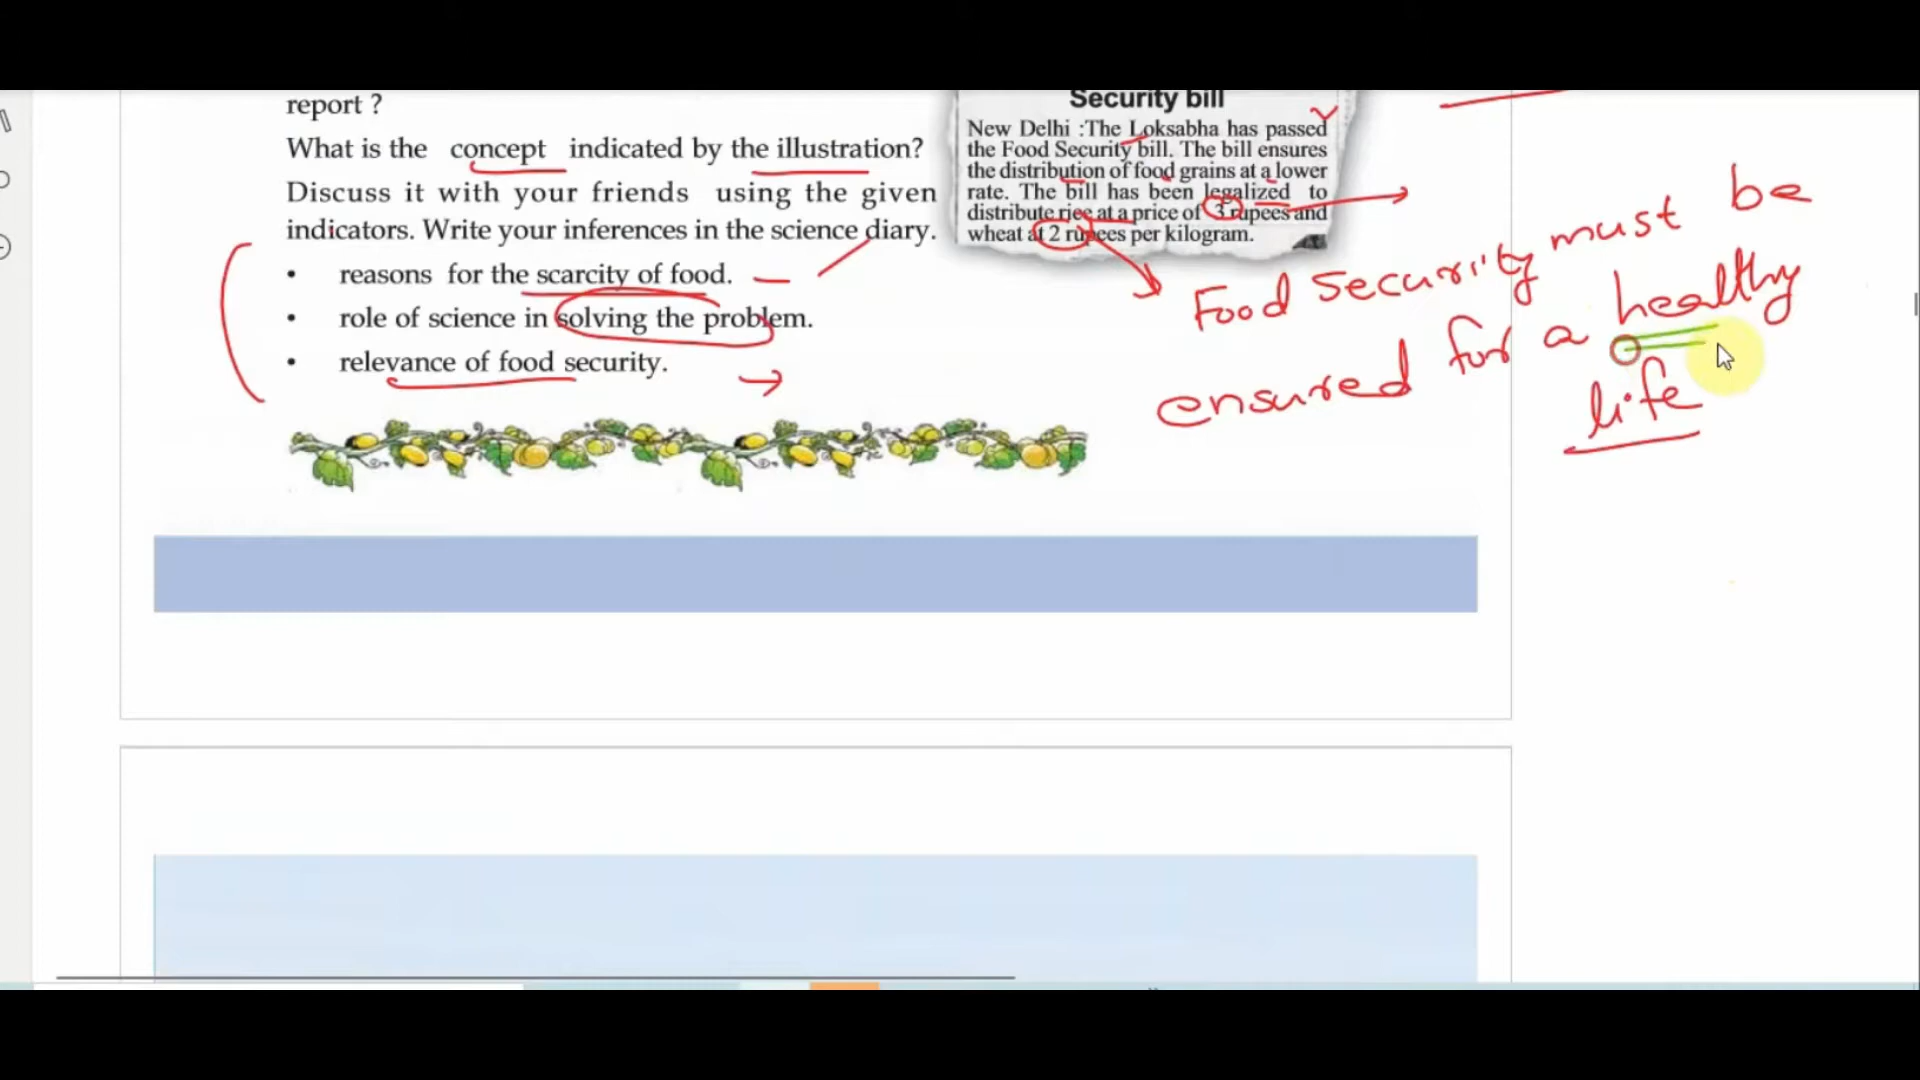 report ?
What is the concept indicated by the illustration?
Discuss it with your friends using the given
indicators. Write your inferences in the science diary.
• reasons for the scarcity of food.
• role of science in solving the problem.
• relevance of food security.
Security bill
New Delhi :The Loksabha has passed
the Food Security bill. The bill ensures
the distribution of food grains at a lower
rate. The bill has been legalized to
distribute rice at a price of 3 rupees and
wheat at 2 rupees per kilogram.
Food Security must be
ensured for a healthy
life